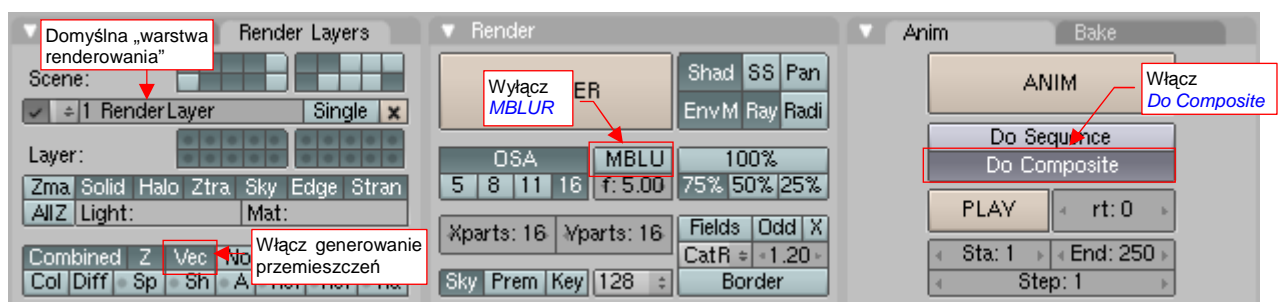 Domyślna „warstwa
renderowania”
Render Layers
Scene:
1 RenderLayer
Single
x
Layer:
Zma Solid Halo Ztra Sky Edge Stran
AllZ Light: Mat:
Combined Z Vec
Włącz generowanie
przemieszczeń
Col Diff Sp Sh A
Render
Wyłącz
MBLUR
ER
Shad SS Pan
EnvM Ray Radi
OSA MBLU 100%
5 8 11 16 f: 5.00 75% 50% 25%
Xparts: 16 Yparts: 16
Fields Odd X
CatR 1.20
Sky Prem Key 128 Border
Anim Bake
ANIM
Włącz
Do Composite
Do Sequence
Do Composite
PLAY rt: 0
Sta: 1 End: 250
Step: 1